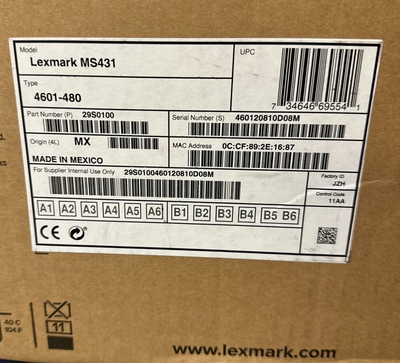 Model
Lexmark MS431
UPC
7 34646 69554 1
Type
4601-480
Part Number (P) 29S0100
Serial Number (S) 460120810D08M
Origin (4L) MX
MAC Address 0C:CF:89:2E:16:87
MADE IN MEXICO
For Supplier Internal Use Only 29S0100460120810D08M
Factory ID
JZH
Control Code
11AA
A1 A2 A3 A4 A5 A6 B1 B2 B3 B4 B5 B6
CE
11
40 C
104 F
www.lexmark.com